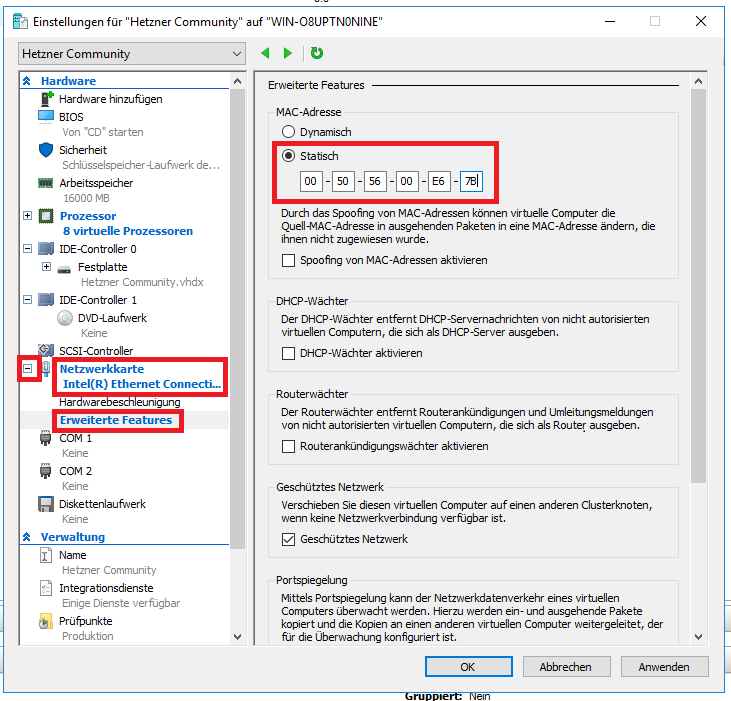 Einstellungen für "Hetzner Community" auf "WIN-O8UPTN0NINE"
Hetzner Community
Hardware
Hardware hinzufügen
BIOS
Von "CD" starten
Sicherheit
Schlüsselspeicher-Laufwerk de...
Arbeitsspeicher
16000 MB
Prozessor
8 virtuelle Prozessoren
IDE-Controller 0
Festplatte
Hetzner Community.vhdx
IDE-Controller 1
DVD-Laufwerk
Keine
SCSI-Controller
Netzwerkkarte
Intel(R) Ethernet Connecti...
Hardwarebeschleunigung
Erweiterte Features
COM 1
Keine
COM 2
Keine
Diskettenlaufwerk
Keine
Verwaltung
Name
Hetzner Community
Integrationsdienste
Einige Dienste verfügbar
Prüfpunkte
Produktion
Erweiterte Features
MAC-Adresse
Dynamisch
Statisch
00 - 50 - 56 - 00 - E6 - 7B
Durch das Spoofing von MAC-Adressen können virtuelle Computer die
Quell-MAC-Adresse in ausgehenden Paketen in eine MAC-Adresse ändern, die
ihnen nicht zugewiesen wurde.
Spoofing von MAC-Adressen aktivieren
DHCP-Wächter
Der DHCP-Wächter entfernt DHCP-Servernachrichten von nicht autorisierten
virtuellen Computern, die sich als DHCP-Server ausgeben.
DHCP-Wächter aktivieren
Routerwächter
Der Routerwächter entfernt Routerankündigungen und Umleitungsmeldungen
von nicht autorisierten virtuellen Computern, die sich als Router ausgeben.
Routerankündigungswächter aktivieren
Geschütztes Netzwerk
Verschieben Sie diesen virtuellen Computer auf einen anderen Clusterknoten,
wenn keine Netzwerkverbindung verfügbar ist.
Geschütztes Netzwerk
Portspiegelung
Mittels Portspiegelung kann der Netzwerkdatenverkehr eines virtuellen
Computers überwacht werden. Hierzu werden ein- und ausgehende Pakete
kopiert und die Kopien an einen anderen virtuellen Computer weitergeleitet, der
für die Überwachung konfiguriert ist.
OK
Abbrechen
Anwenden
Gruppiert: Nein